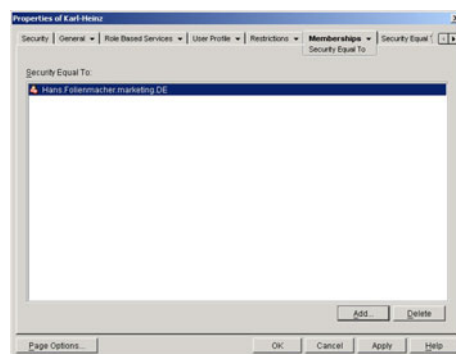 Properties of Karl-Heinz
Security General Role Based Services User Profile Restrictions Memberships Security Equal T
Security Equal To
Security Equal To:
Hans.Follenmacher.marketing.DE
Add... Delete
Page Options... OK Cancel Apply Help